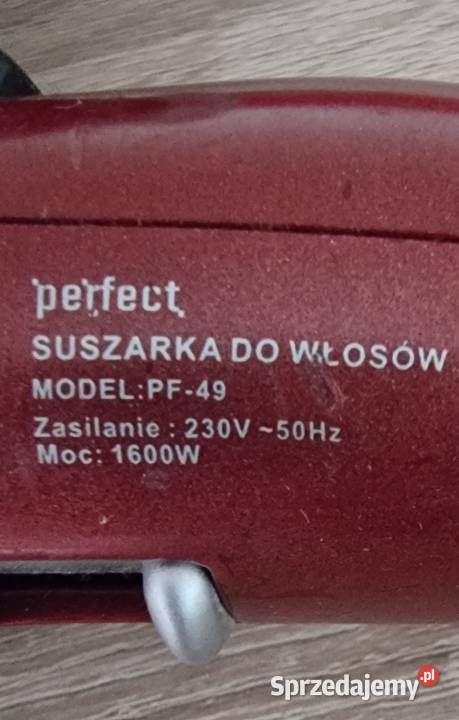 perfect
SUSZARKA DO WŁOSÓW
MODEL:PF-49
Zasilanie : 230V ~50Hz
Moc: 1600W
Sprzedajemy.pl